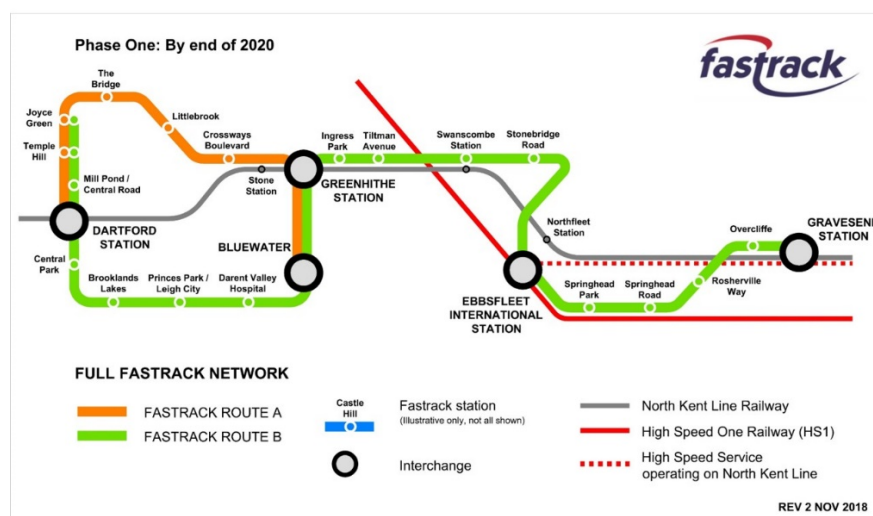 Phase One: By end of 2020
fastrack
The
Bridge
Joyce
Green
Littlebrook
Temple
Hill
Crossways
Boulevard
Mill Pond /
Central Road
Stone
Station
Ingress
Park
Tiltman
Avenue
Swanscombe
Station
Stonebridge
Road
GREENHITHE
STATION
DARTFORD
STATION
BLUEWATER
Northfleet
Station
Overcliffe
GRAVESEND
STATION
Central
Park
Brooklands
Lakes
Princes Park /
Leigh City
Darent Valley
Hospital
EBBSFLEET
INTERNATIONAL
STATION
Springhead
Park
Springhead
Road
Rosherville
Way
FULL FASTRACK NETWORK
FASTRACK ROUTE A
FASTRACK ROUTE B
Castle
Hill
Fastrack station
(Illustrative only, not all shown)
Interchange
North Kent Line Railway
High Speed One Railway (HS1)
High Speed Service
operating on North Kent Line
REV 2 NOV 2018